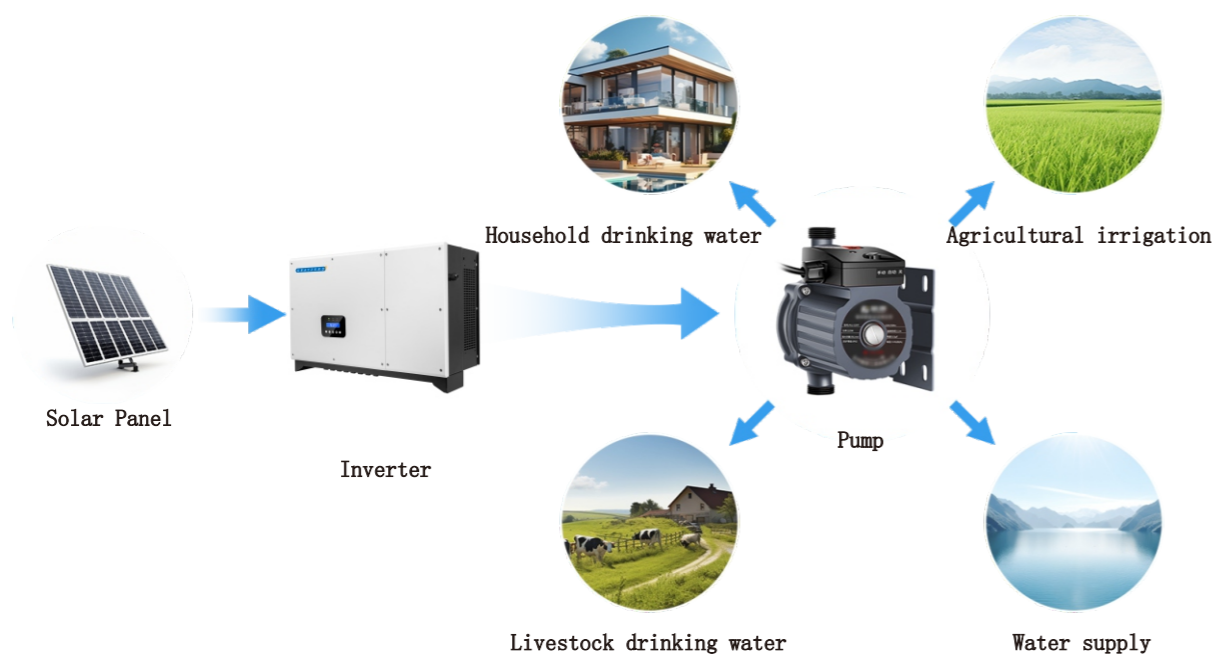 Household drinking water
Agricultural irrigation
Solar Panel
Inverter
Pump
Livestock drinking water
Water supply